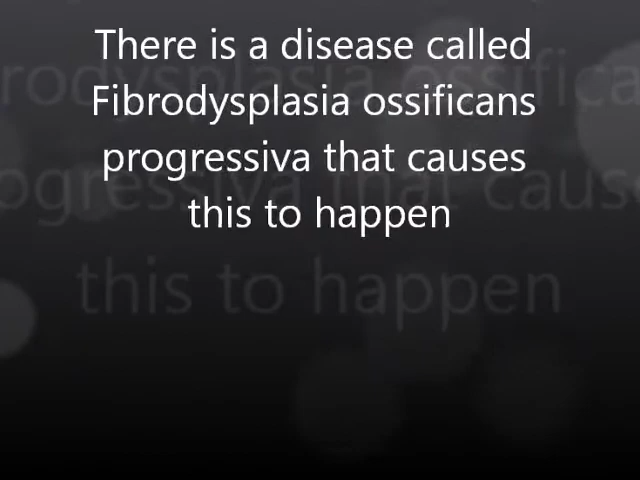 There is a disease called
Fibrodysplasia ossificans
progressiva that causes
this to happen